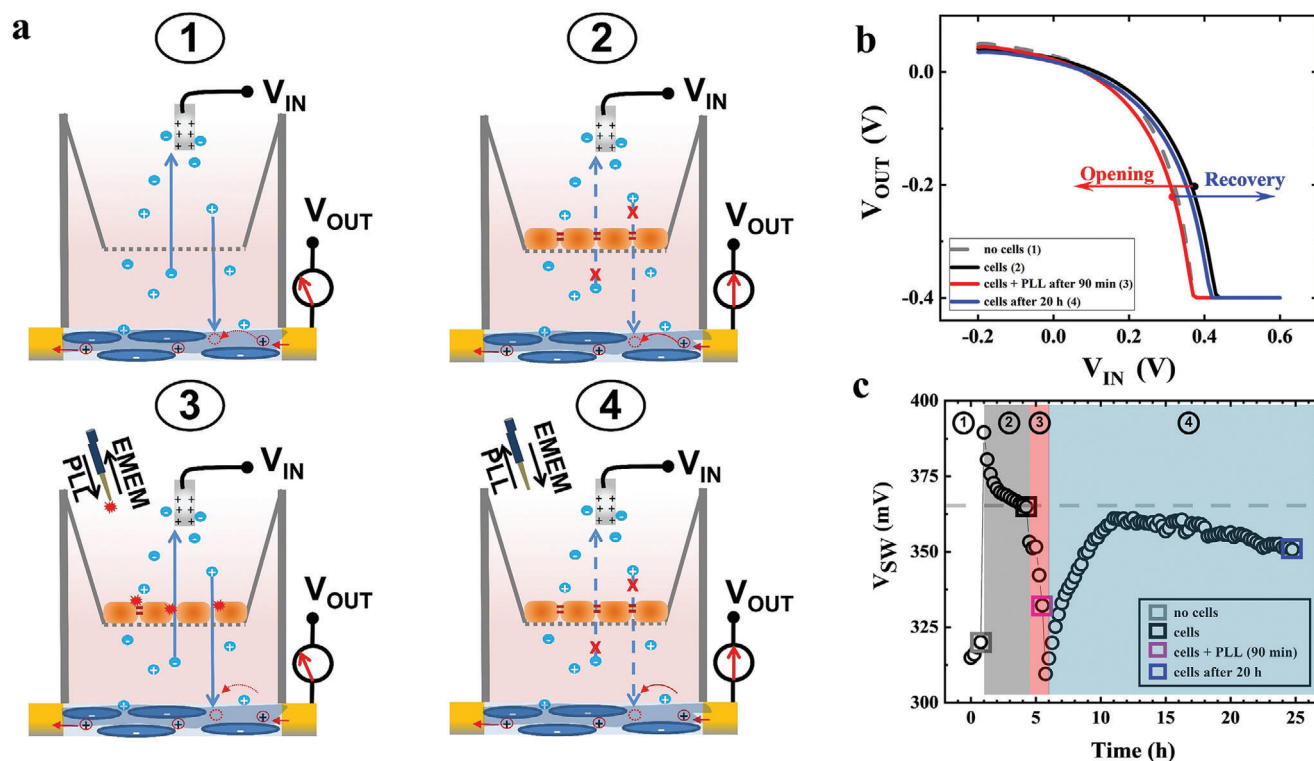 a
1
V_IN
V_OUT
2
V_IN
V_OUT
3
PLL
EMEM
V_IN
V_OUT
4
PLL
EMEM
V_IN
V_OUT
b
V_OUT (V)
0.0
-0.2
-0.4
Opening
Recovery
no cells (1)
cells (2)
cells + PLL after 90 min (3)
cells after 20 h (4)
-0.2 0.0 0.2 0.4 0.6
V_IN (V)
c
V_SW (mV)
400
375
350
325
300
1 2 3 4
no cells
cells
cells + PLL (90 min)
cells after 20 h
0 5 10 15 20 25
Time (h)